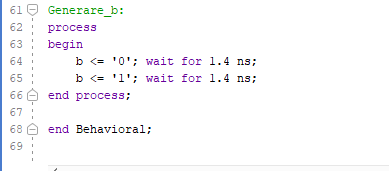 61 Generare_b:
62 process
63 begin
64 b <= '0'; wait for 1.4 ns;
65 b <= '1'; wait for 1.4 ns;
66 end process;
67
68 end Behavioral;
69